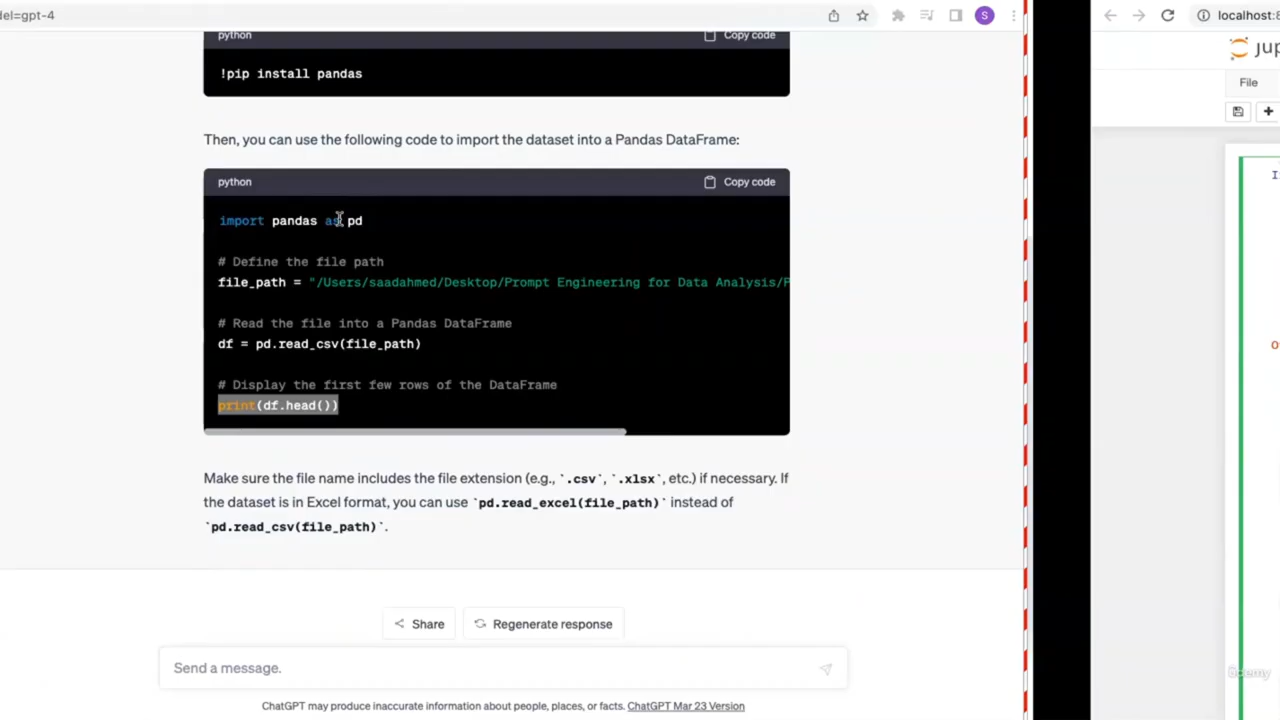 del=gpt-4
S
localhost:8
jup
File
python
Copy code
!pip install pandas
Then, you can use the following code to import the dataset into a Pandas DataFrame:
python
Copy code
import pandas as pd
# Define the file path
file_path = "/Users/saadahmed/Desktop/Prompt Engineering for Data Analysis/P
# Read the file into a Pandas DataFrame
df = pd.read_csv(file_path)
# Display the first few rows of the DataFrame
print(df.head())
Make sure the file name includes the file extension (e.g., `.csv`, `.xlsx`, etc.) if necessary. If
the dataset is in Excel format, you can use `pd.read_excel(file_path)` instead of
`pd.read_csv(file_path)`.
Share
Regenerate response
Send a message.
ChatGPT may produce inaccurate information about people, places, or facts. ChatGPT Mar 23 Version
I
O
ûdemy